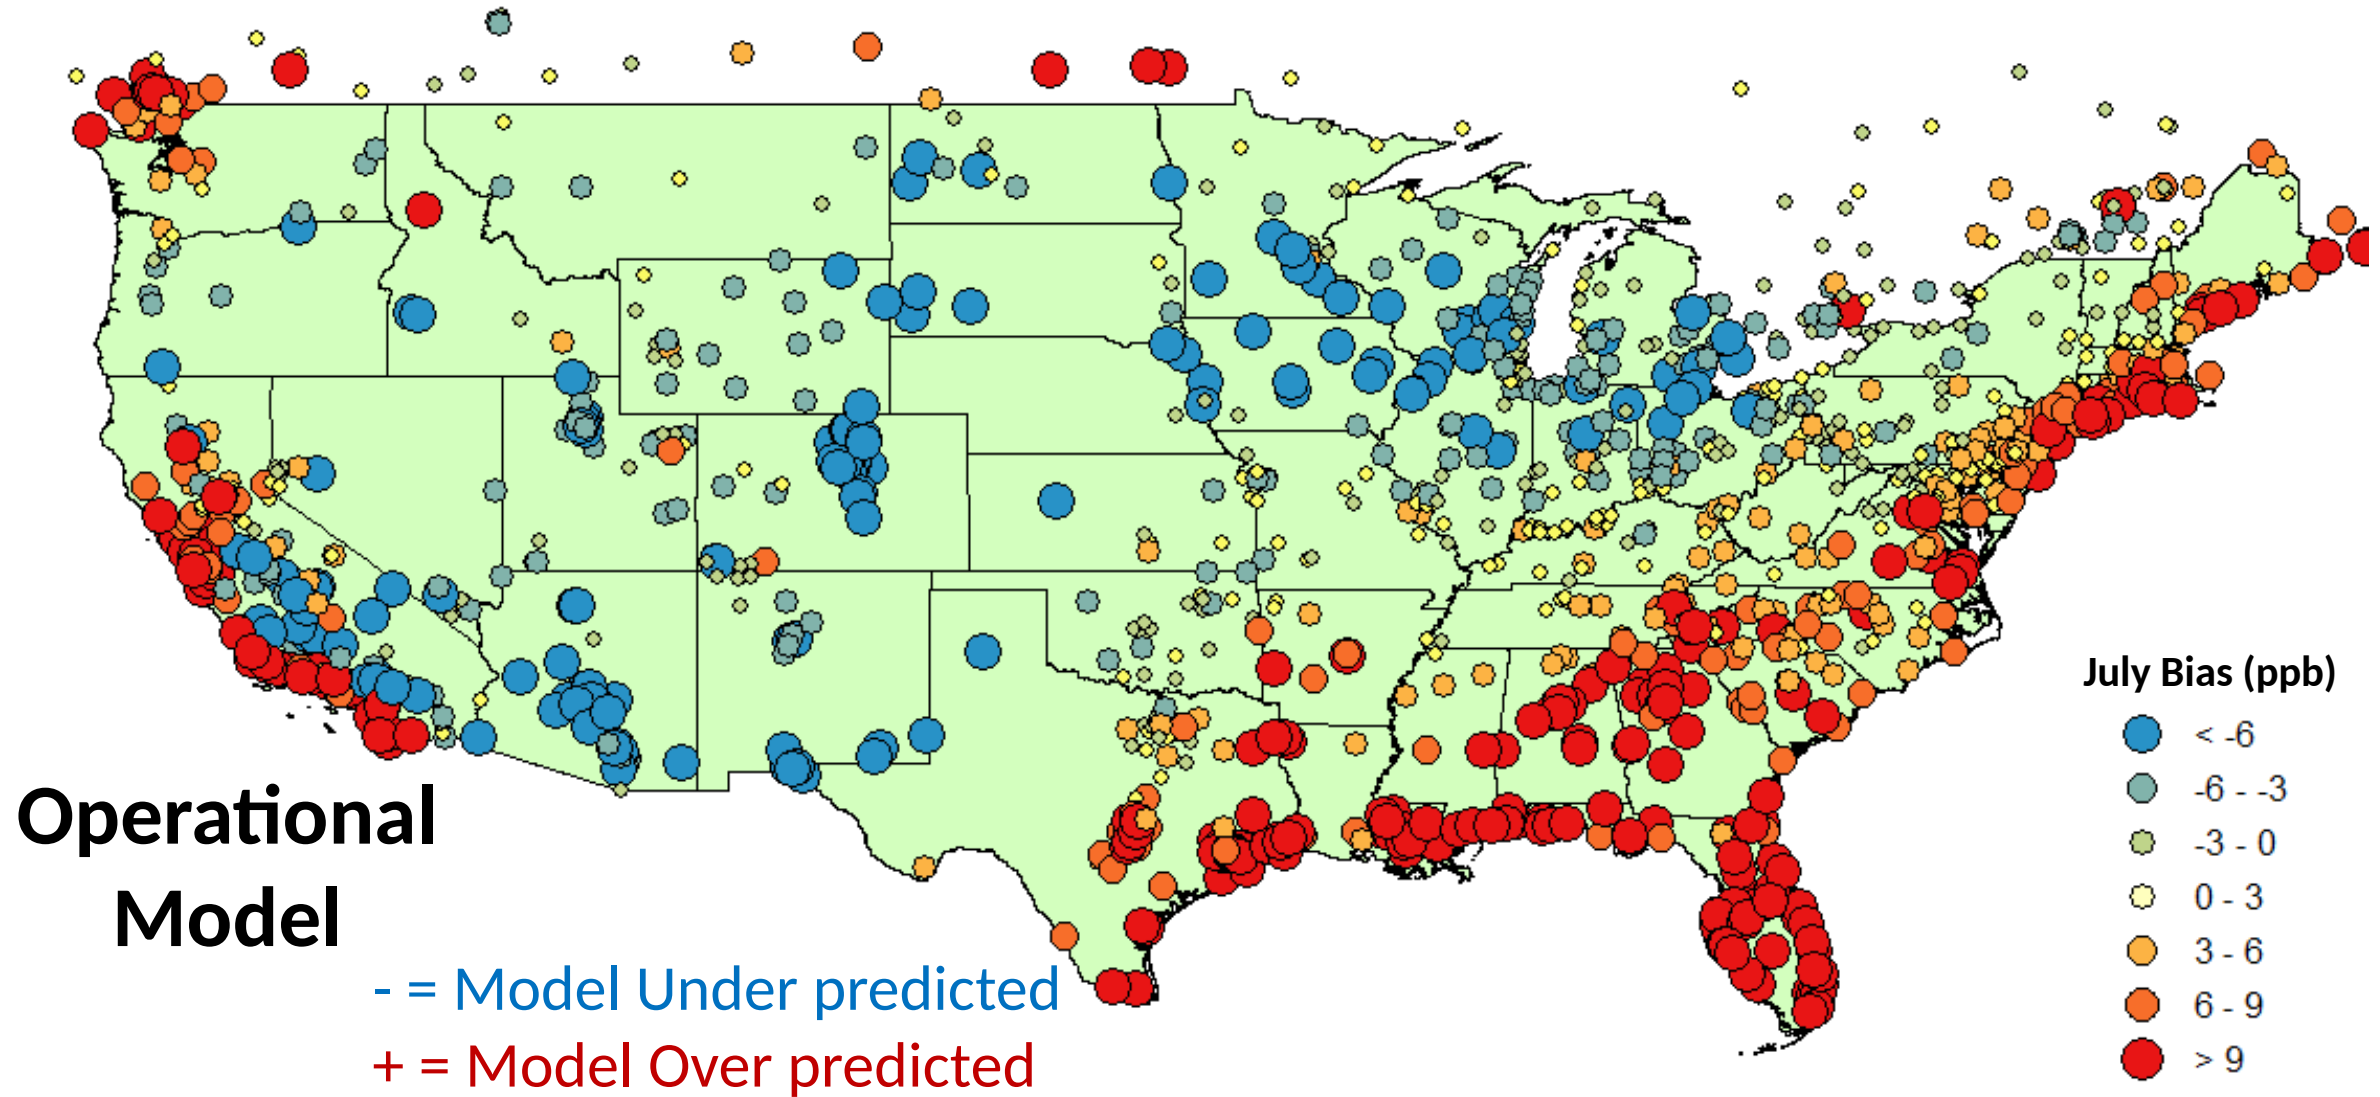 Operational
Model
- = Model Under predicted
+ = Model Over predicted
July Bias (ppb)
< -6
-6 - -3
-3 - 0
0 - 3
3 - 6
6 - 9
> 9